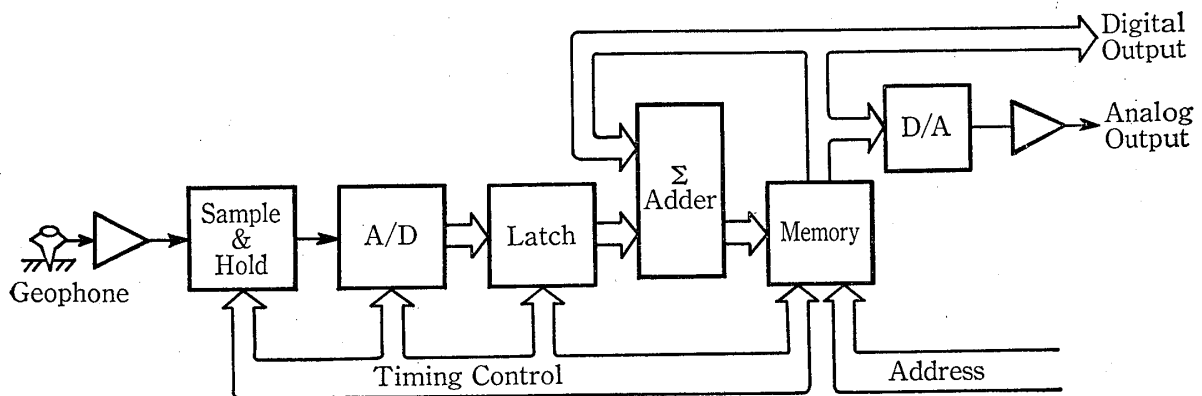 Digital
Output
Analog
Output
D/A
Σ
Adder
Sample
&
Hold
A/D
Latch
Memory
Geophone
Timing Control
Address